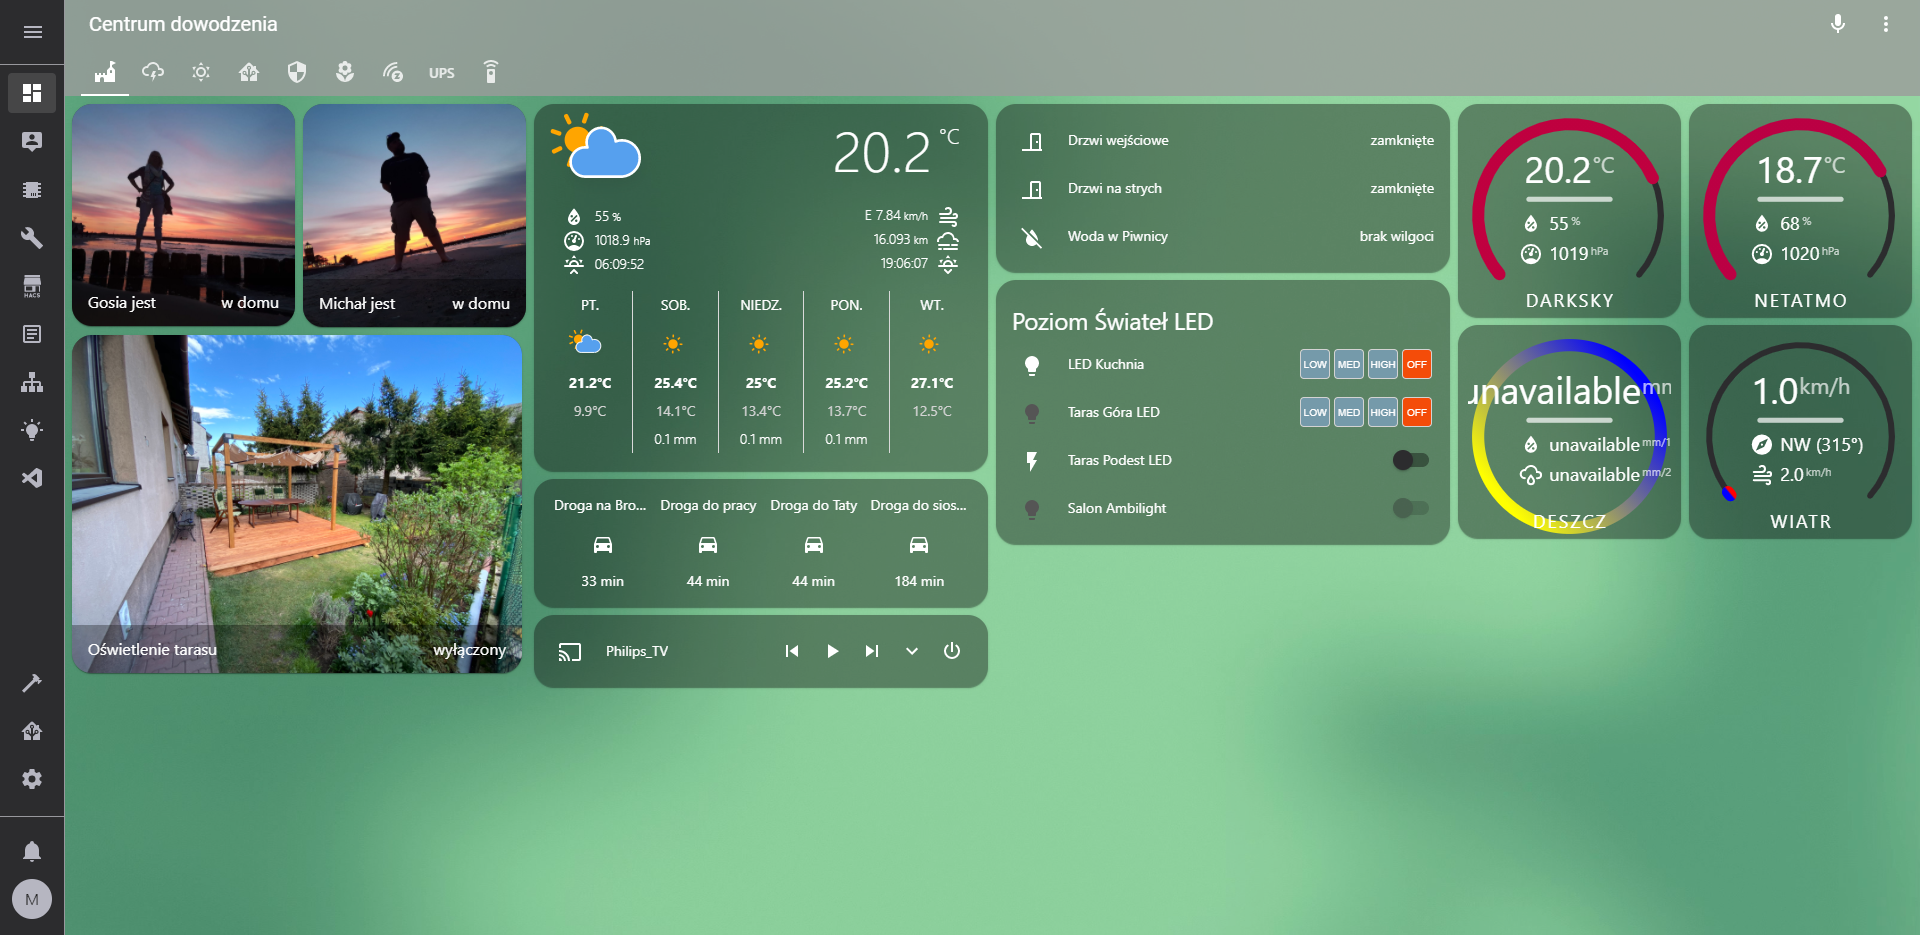 Centrum dowodzenia
UPS
HACS
M
Gosia jest w domu
Michał jest w domu
Oświetlenie tarasu wyłączony
20.2 °C
55 % E 7.84 km/h
1018.9 hPa 16.093 km
06:09:52 19:06:07
PT. SOB. NIEDZ. PON. WT.
21.2°C 25.4°C 25°C 25.2°C 27.1°C
9.9°C 14.1°C 13.4°C 13.7°C 12.5°C
0.1 mm 0.1 mm 0.1 mm
Droga na Bro... Droga do pracy Droga do Taty Droga do sios...
33 min 44 min 44 min 184 min
Philips_TV
Drzwi wejściowe zamknięte
Drzwi na strych zamknięte
Woda w Piwnicy brak wilgoci
Poziom Świateł LED
LED Kuchnia LOW MED HIGH OFF
Taras Góra LED LOW MED HIGH OFF
Taras Podest LED
Salon Ambilight
20.2°C
55 %
1019 hPa
DARKSKY
18.7°C
68 %
1020 hPa
NETATMO
unavailable mm
unavailable mm/1
unavailable mm/2
DESZCZ
1.0 km/h
NW (315°)
2.0 km/h
WIATR